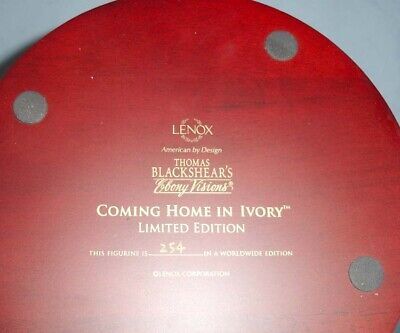 LENOX
American by Design
THOMAS
BLACKSHEAR'S
Ebony Visions®
COMING HOME IN IVORY™
LIMITED EDITION
THIS FIGURINE IS 254 IN A WORLDWIDE EDITION
©LENOX CORPORATION